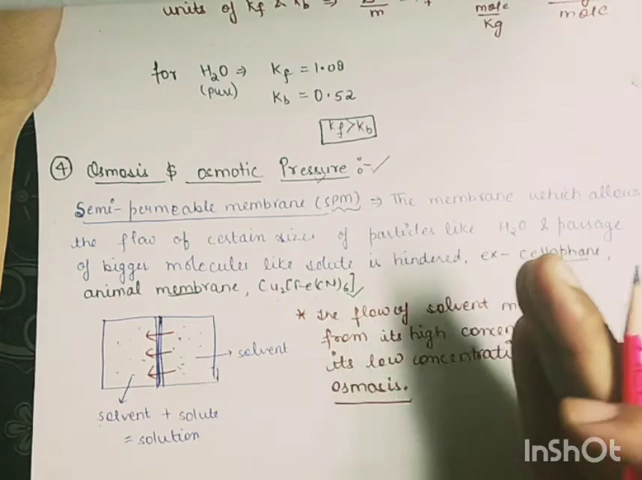 units of Kf & Kb ⇒
m
mole
Kg
mole
for H2O ⇒ Kf = 1.08
(pure)
Kb = 0.52
Kf > Kb
④ Osmosis & osmotic Pressure :-
Semi-permeable membrane (SPM) ⇒ The membrane which allows
the flow of certain sizes of particles like H2O & passage
of bigger molecules like solute is hindered. ex- cellophane,
animal membrane, Cu2[Fe(CN)6]
* The flow of solvent
from its high
its low
osmosis.
solvent
solvent + solute
= solution
InShOt